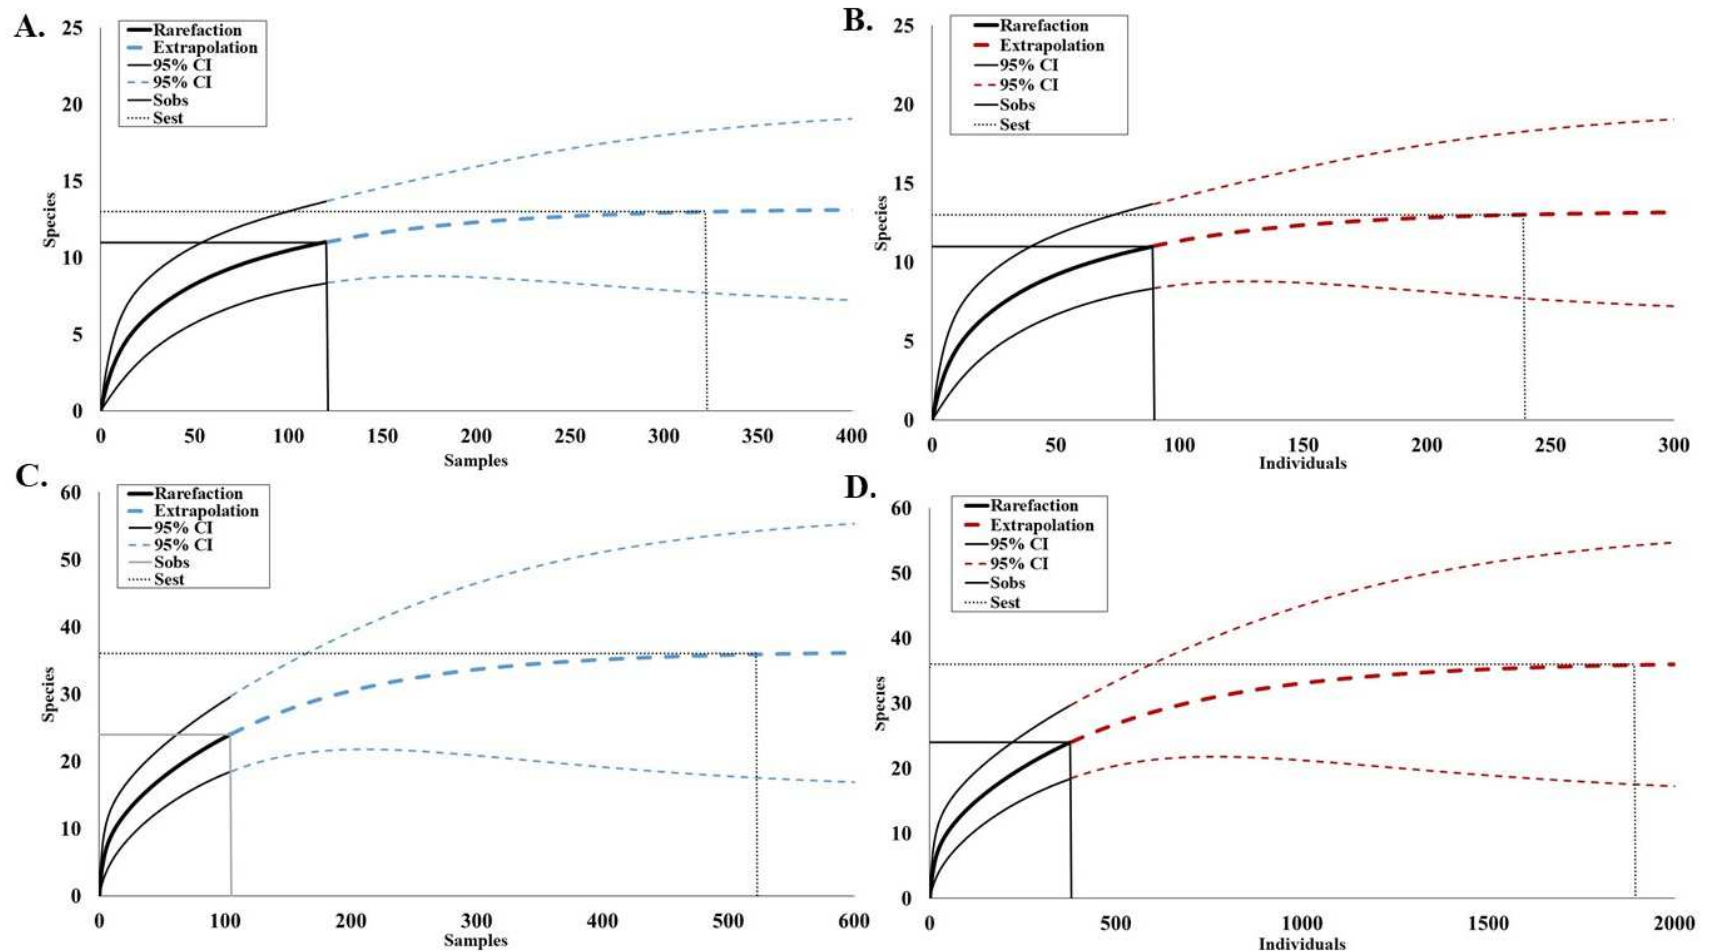 A.
25
20
15
10
5
0
Species
Rarefaction
Extrapolation
95% CI
95% CI
Sobs
Sest
0 50 100 150 200 250 300 350 400
Samples
B.
25
20
15
10
5
0
Species
Rarefaction
Extrapolation
95% CI
95% CI
Sobs
Sest
0 50 100 150 200 250 300
Individuals
C.
60
50
40
30
20
10
0
Species
Rarefaction
Extrapolation
95% CI
95% CI
Sobs
Sest
0 100 200 300 400 500 600
Samples
D.
60
50
40
30
20
10
0
Species
Rarefaction
Extrapolation
95% CI
95% CI
Sobs
Sest
0 500 1000 1500 2000
Individuals